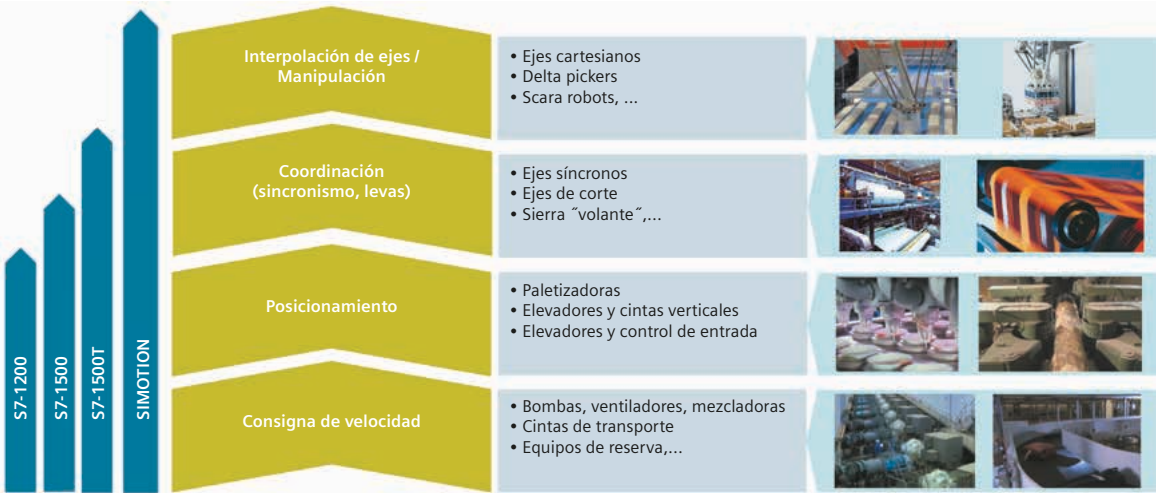 Interpolación de ejes /
Manipulación
• Ejes cartesianos
• Delta pickers
• Scara robots, ...
Coordinación
(sincronismo, levas)
• Ejes síncronos
• Ejes de corte
• Sierra ˝volante˝,...
Posicionamiento
• Paletizadoras
• Elevadores y cintas verticales
• Elevadores y control de entrada
Consigna de velocidad
• Bombas, ventiladores, mezcladoras
• Cintas de transporte
• Equipos de reserva,...
S7-1200
S7-1500
S7-1500T
SIMOTION